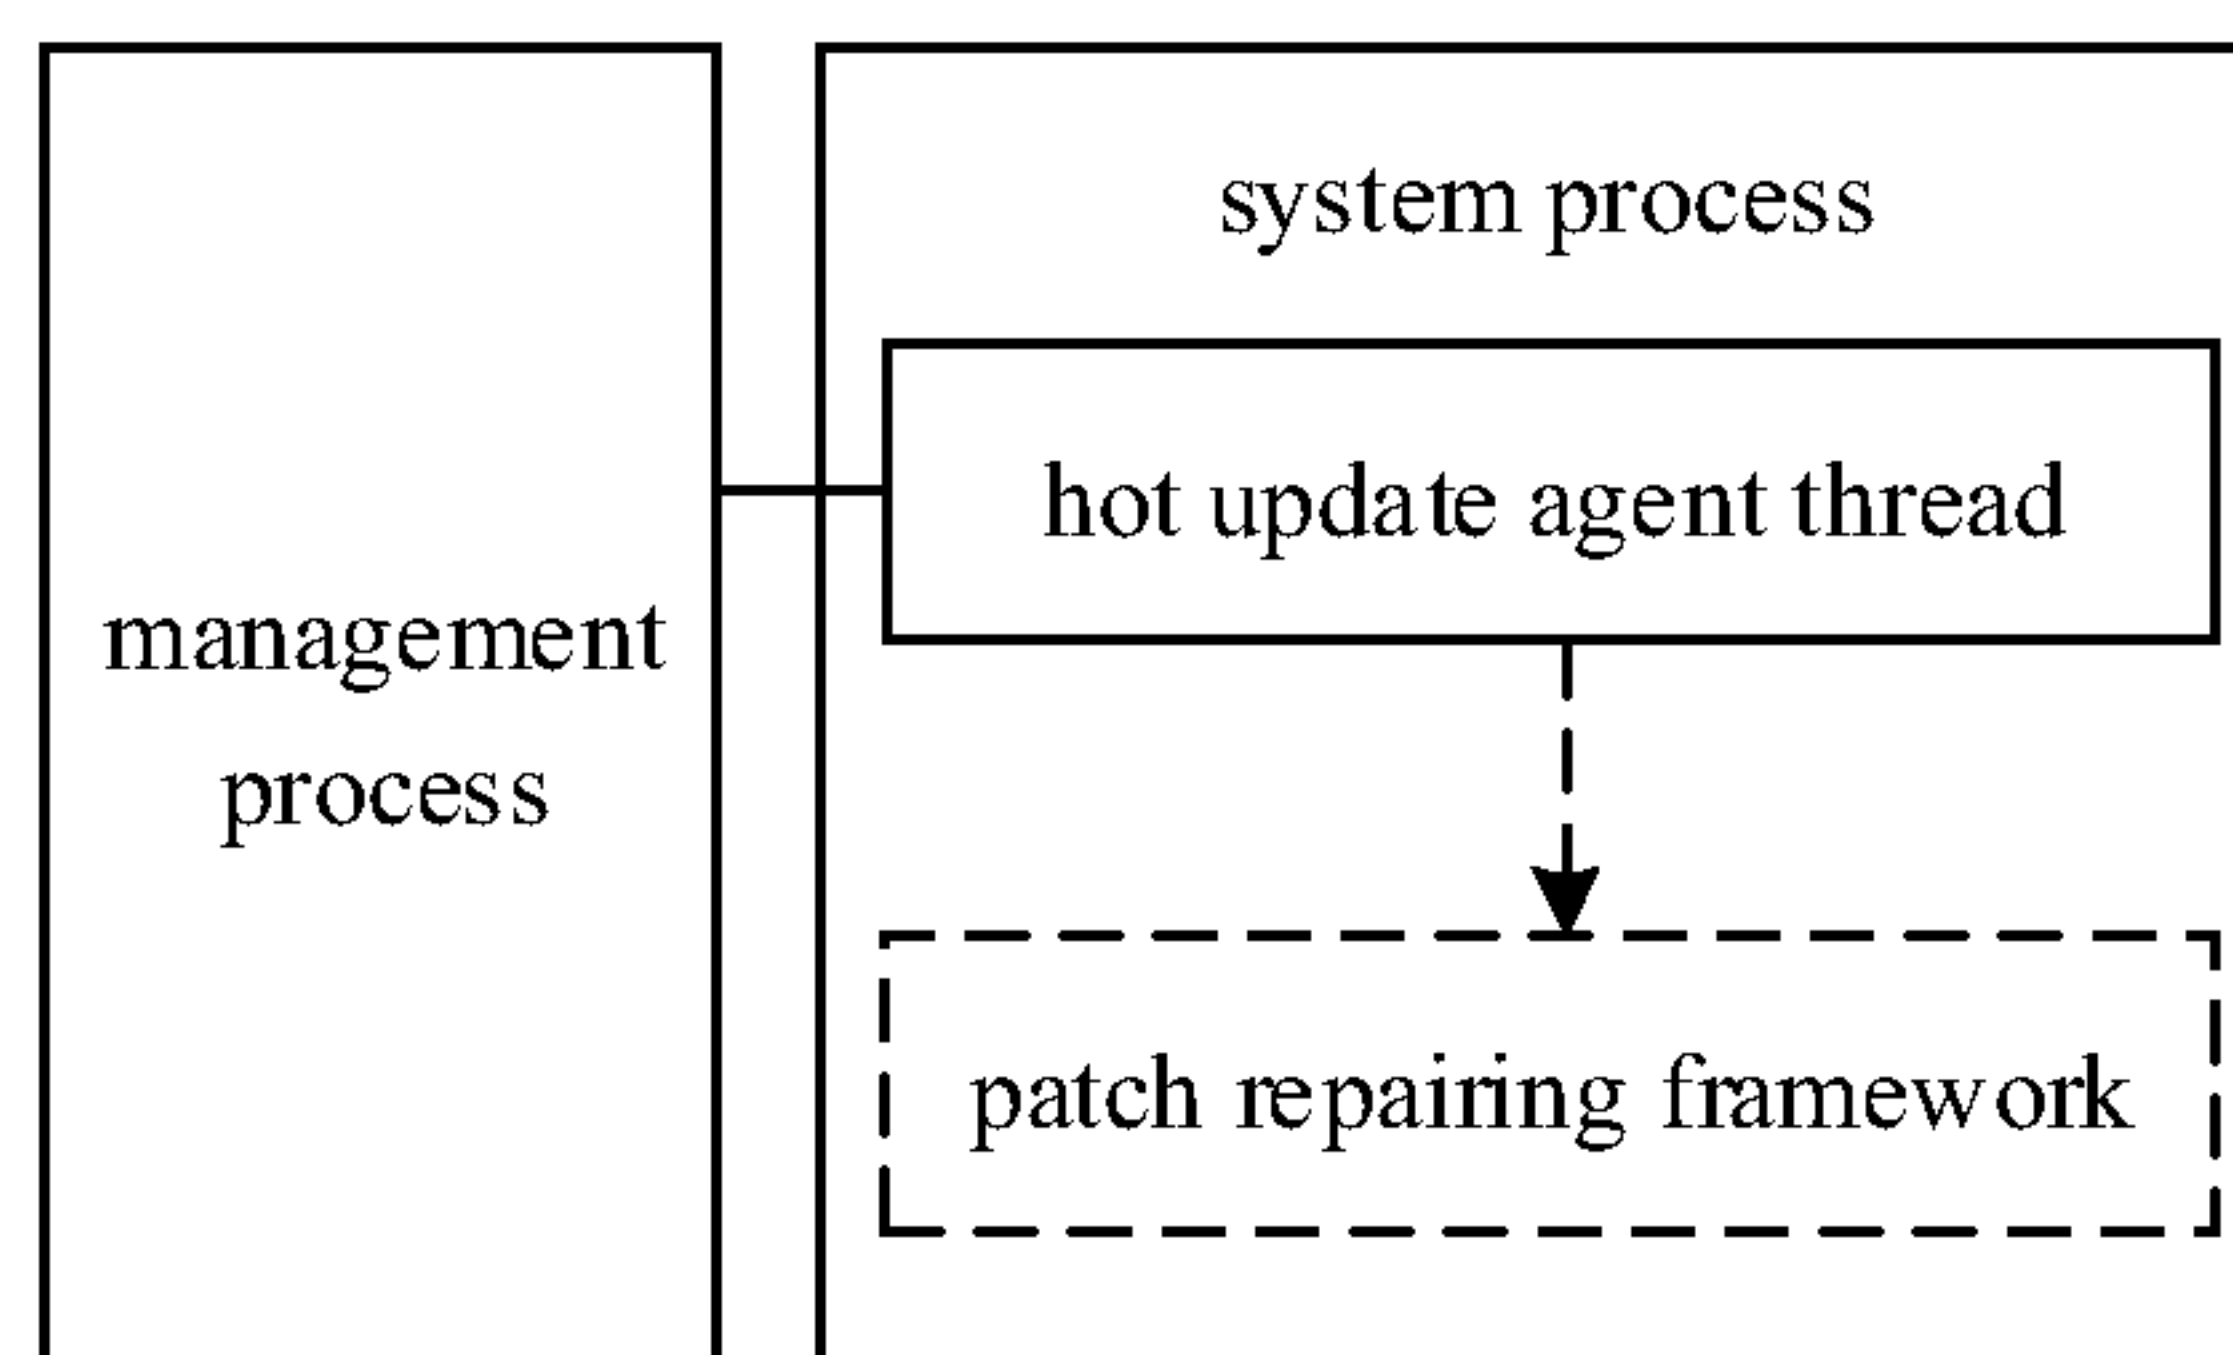 management
process
system process
hot update agent thread
patch repairing framework